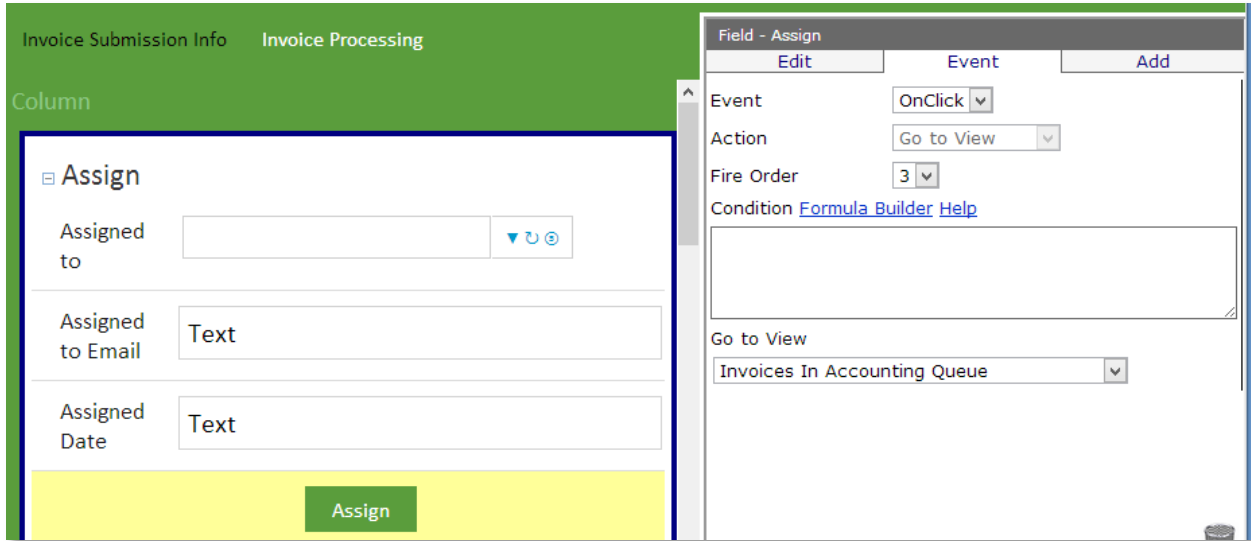 Invoice Submission Info Invoice Processing
Column
Assign
Assigned
to
Assigned
to Email
Text
Assigned
Date
Text
Assign
Field - Assign
Edit Event Add
Event OnClick
Action Go to View
Fire Order 3
Condition Formula Builder Help
Go to View
Invoices In Accounting Queue